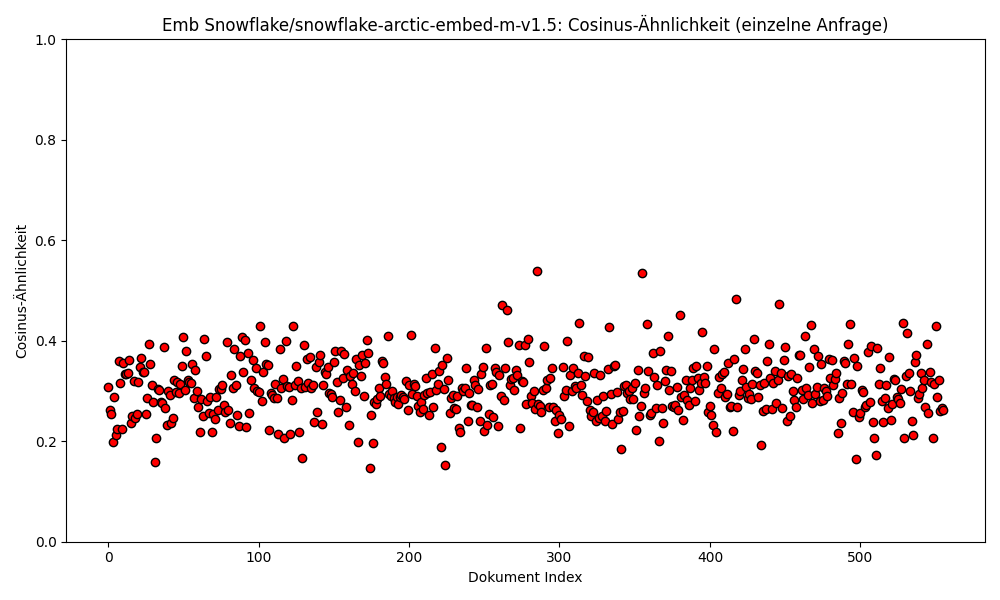 Emb Snowflake/snowflake-arctic-embed-m-v1.5: Cosinus-Ähnlichkeit (einzelne Anfrage)
1.0
0.8
0.6
0.4
0.2
0.0
Cosinus-Ähnlichkeit
0 100 200 300 400 500
Dokument Index